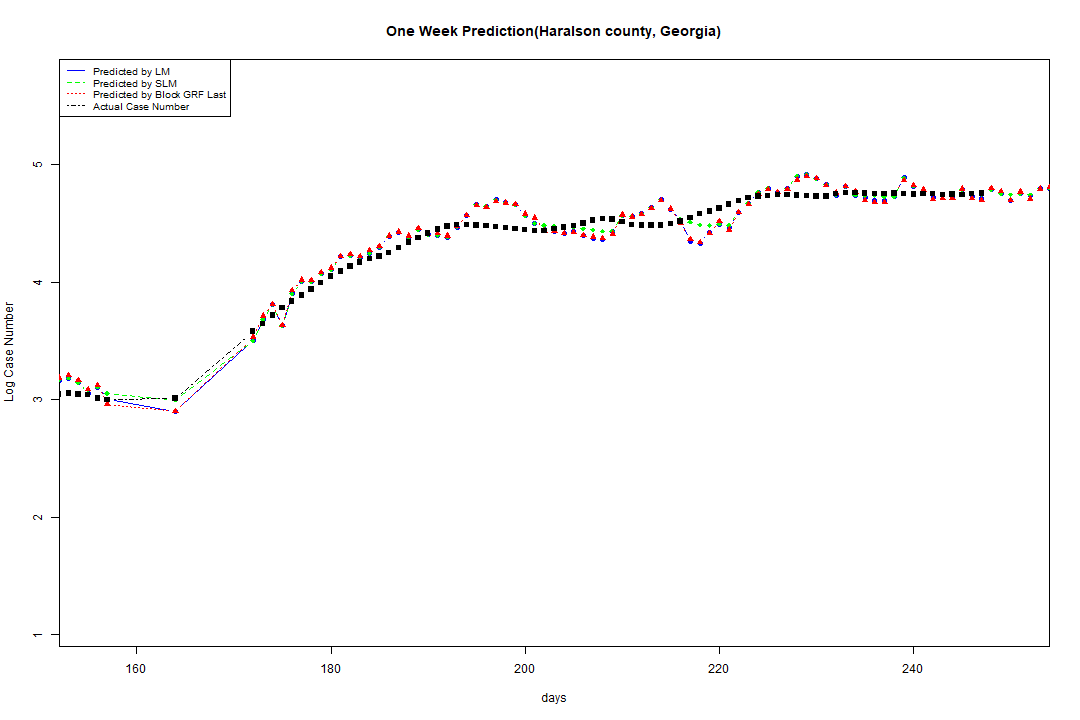 One Week Prediction(Haralson county, Georgia)
Predicted by LM
Predicted by SLM
Predicted by Block GRF Last
Actual Case Number
5
4
3
2
1
Log Case Number
160 180 200 220 240
days